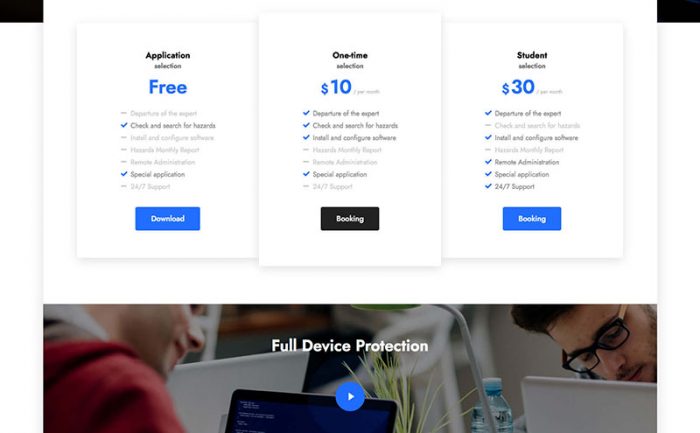 Application
selection
Free
Departure of the expert
Check and search for hazards
Install and configure software
Hazards Monthly Report
Remote Administration
Special application
24/7 Support
Download
One-time
selection
$10 / per month
Departure of the expert
Check and search for hazards
Install and configure software
Hazards Monthly Report
Remote Administration
Special application
24/7 Support
Booking
Student
selection
$30 / per month
Departure of the expert
Check and search for hazards
Install and configure software
Hazards Monthly Report
Remote Administration
Special application
24/7 Support
Booking
Full Device Protection